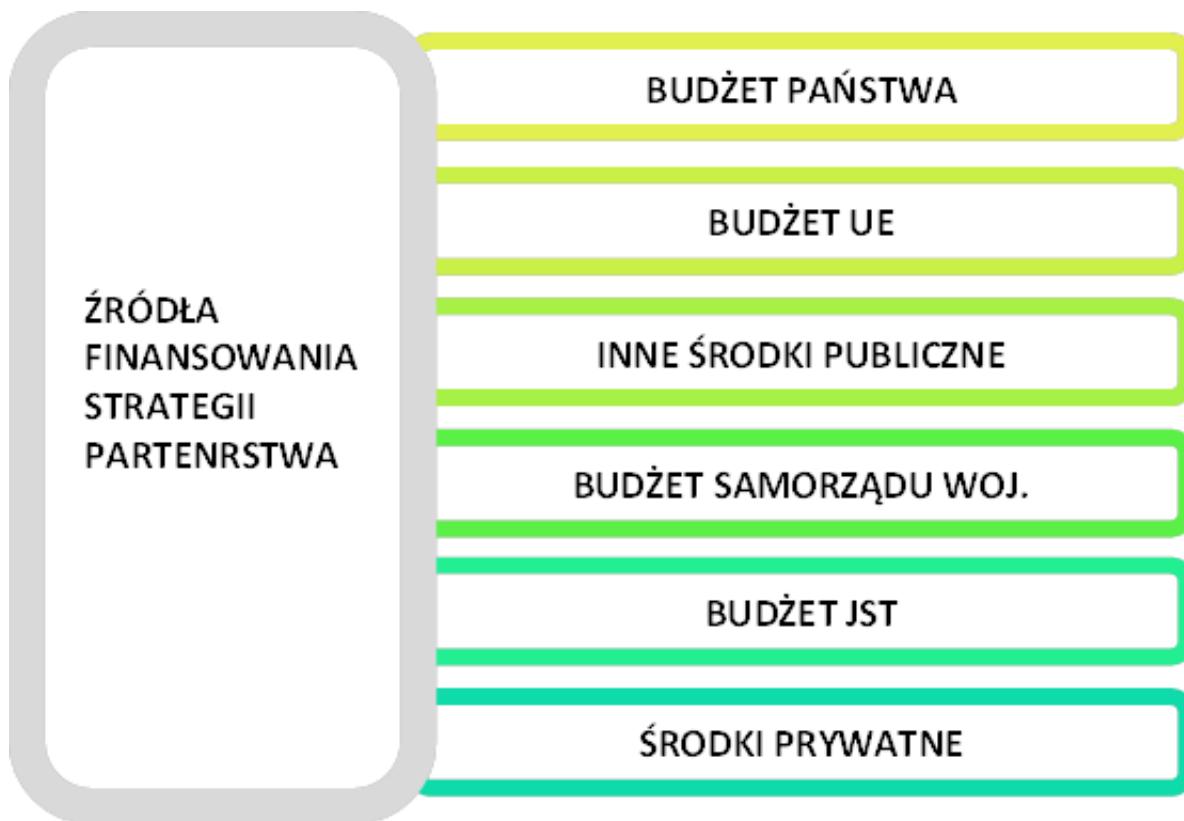 ŹRÓDŁA
FINANSOWANIA
STRATEGII
PARTENRSTWA
BUDŻET PAŃSTWA
BUDŻET UE
INNE ŚRODKI PUBLICZNE
BUDŻET SAMORZĄDU WOJ.
BUDŻET JST
ŚRODKI PRYWATNE